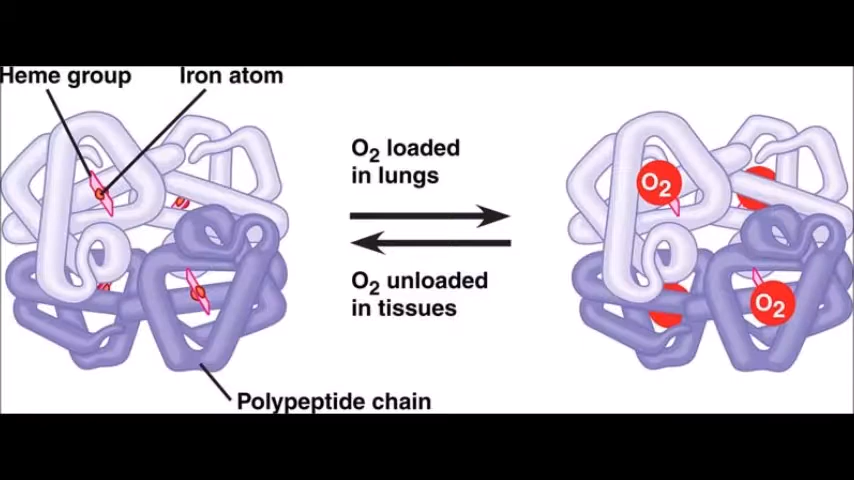 Heme group
Iron atom
O2 loaded
in lungs
O2 unloaded
in tissues
Polypeptide chain
O2
O2